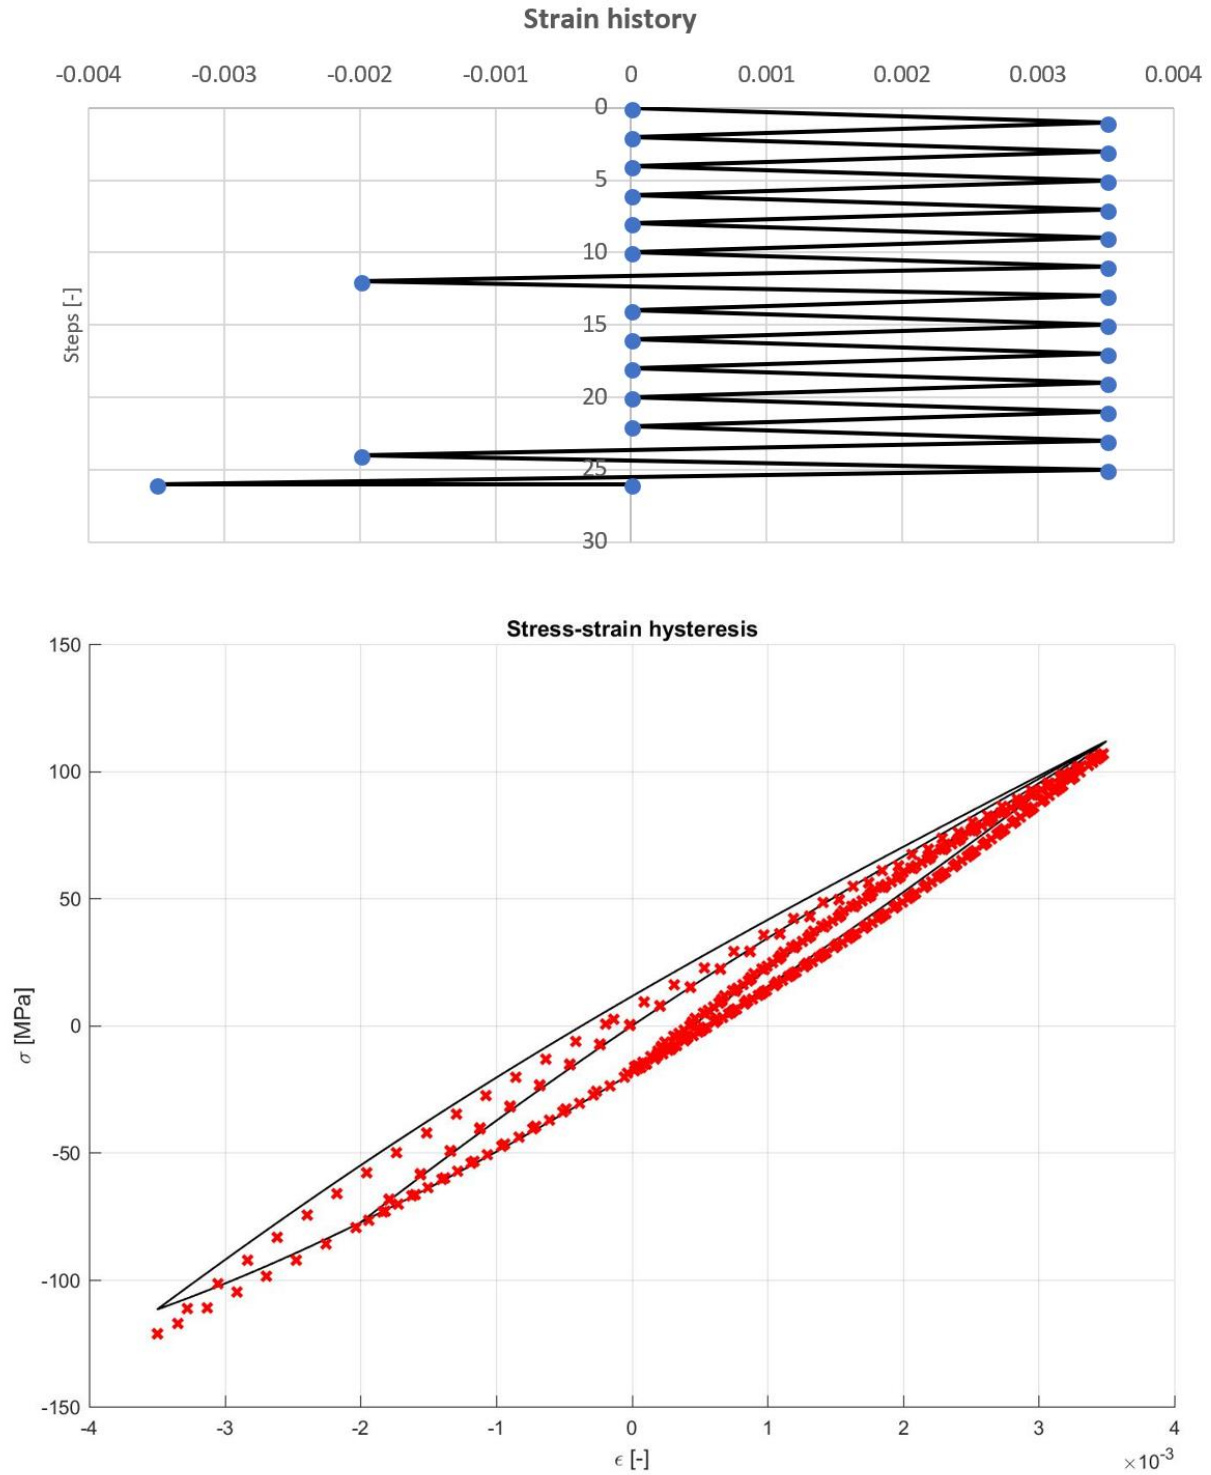 Strain history
-0.004 -0.003 -0.002 -0.001 0 0.001 0.002 0.003 0.004
0
5
10
15
20
25
30
Steps [-]
Stress-strain hysteresis
150
100
50
0
-50
-100
-150
σ [MPa]
-4 -3 -2 -1 0 1 2 3 4
ϵ [-]
×10-3